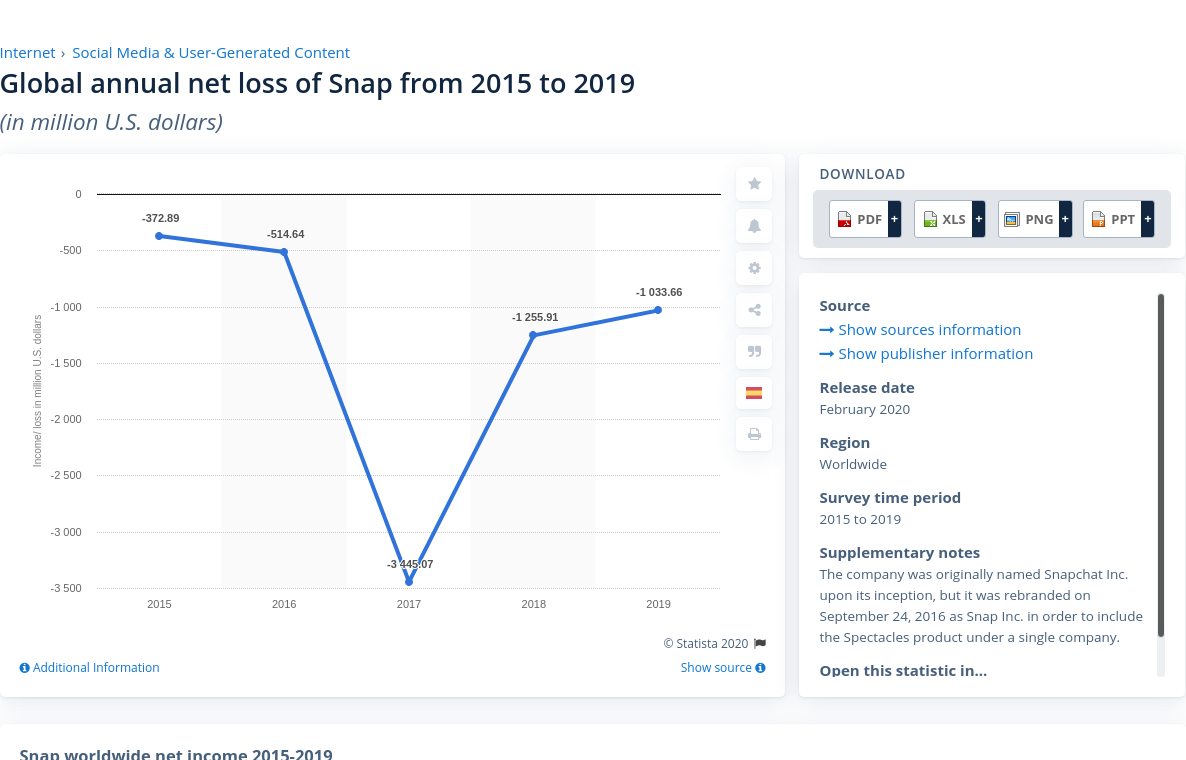 Internet › Social Media & User-Generated Content
Global annual net loss of Snap from 2015 to 2019
(in million U.S. dollars)
Income/ loss in million U.S. dollars
0
-500
-1 000
-1 500
-2 000
-2 500
-3 000
-3 500
-372.89
-514.64
-3 445.07
-1 255.91
-1 033.66
2015 2016 2017 2018 2019
© Statista 2020
Additional Information
Show source
DOWNLOAD
PDF + XLS + PNG + PPT +
Source
Show sources information
Show publisher information
Release date
February 2020
Region
Worldwide
Survey time period
2015 to 2019
Supplementary notes
The company was originally named Snapchat Inc.
upon its inception, but it was rebranded on
September 24, 2016 as Snap Inc. in order to include
the Spectacles product under a single company.
Open this statistic in...
Snap worldwide net income 2015-2019